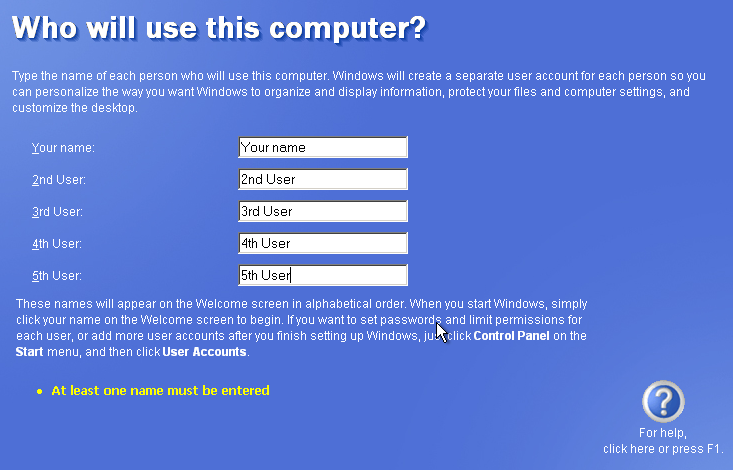 Who will use this computer?
Type the name of each person who will use this computer. Windows will create a separate user account for each person so you
can personalize the way you want Windows to organize and display information, protect your files and computer settings, and
customize the desktop.
Your name: Your name
2nd User: 2nd User
3rd User: 3rd User
4th User: 4th User
5th User: 5th User
These names will appear on the Welcome screen in alphabetical order. When you start Windows, simply
click your name on the Welcome screen to begin. If you want to set passwords and limit permissions for
each user, or add more user accounts after you finish setting up Windows, just click Control Panel on the
Start menu, and then click User Accounts.
• At least one name must be entered
For help,
click here or press F1.